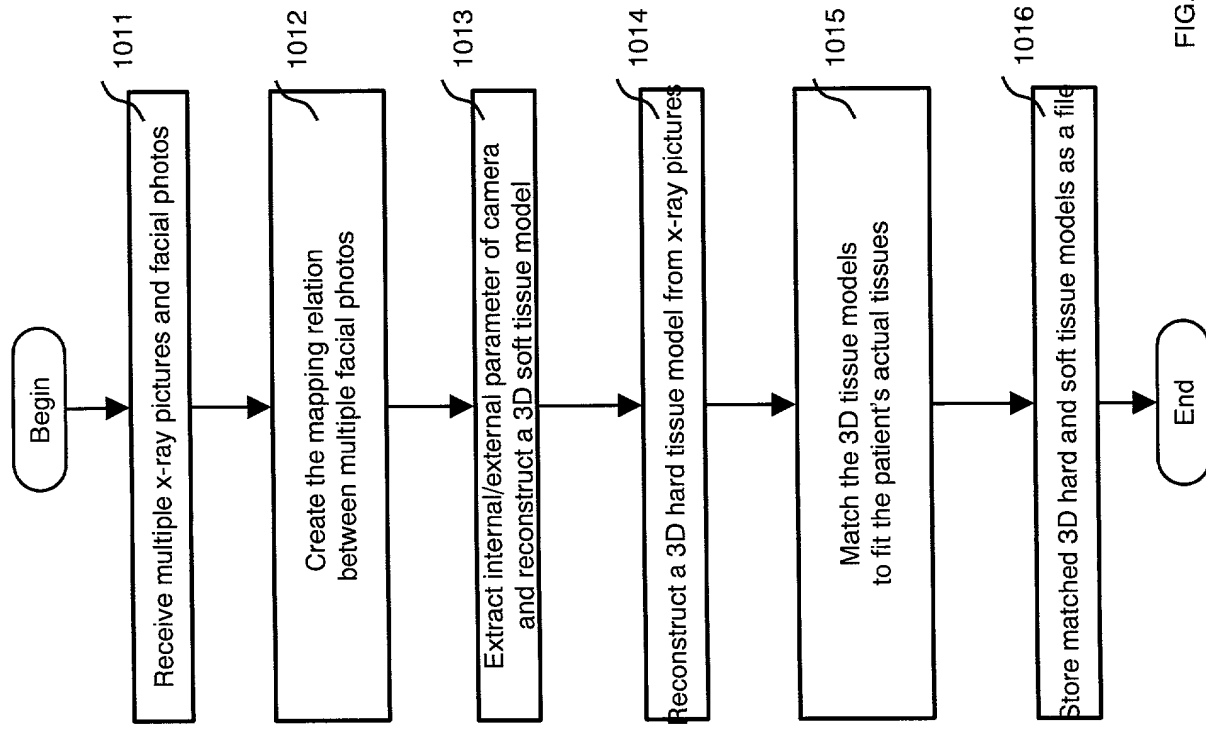 Begin
1011
Receive multiple x-ray pictures and facial photos
1012
Create the mapping relation
between multiple facial photos
1013
Extract internal/external parameter of camera
and reconstruct a 3D soft tissue model
1014
Reconstruct a 3D hard tissue model from x-ray pictures
1015
Match the 3D tissue models
to fit the patient's actual tissues
1016
Store matched 3D hard and soft tissue models as a file
End
FIG.